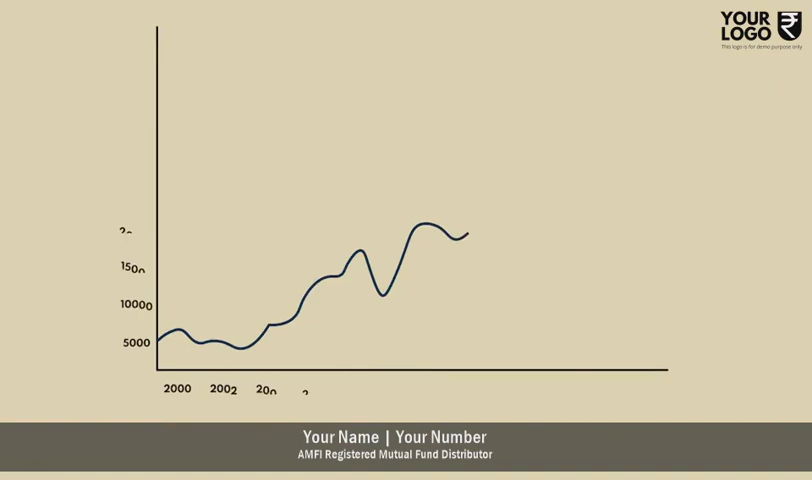 YOUR
LOGO
This logo is for demo purpose only
10000
5000
2000 2002
Your Name | Your Number
AMFI Registered Mutual Fund Distributor